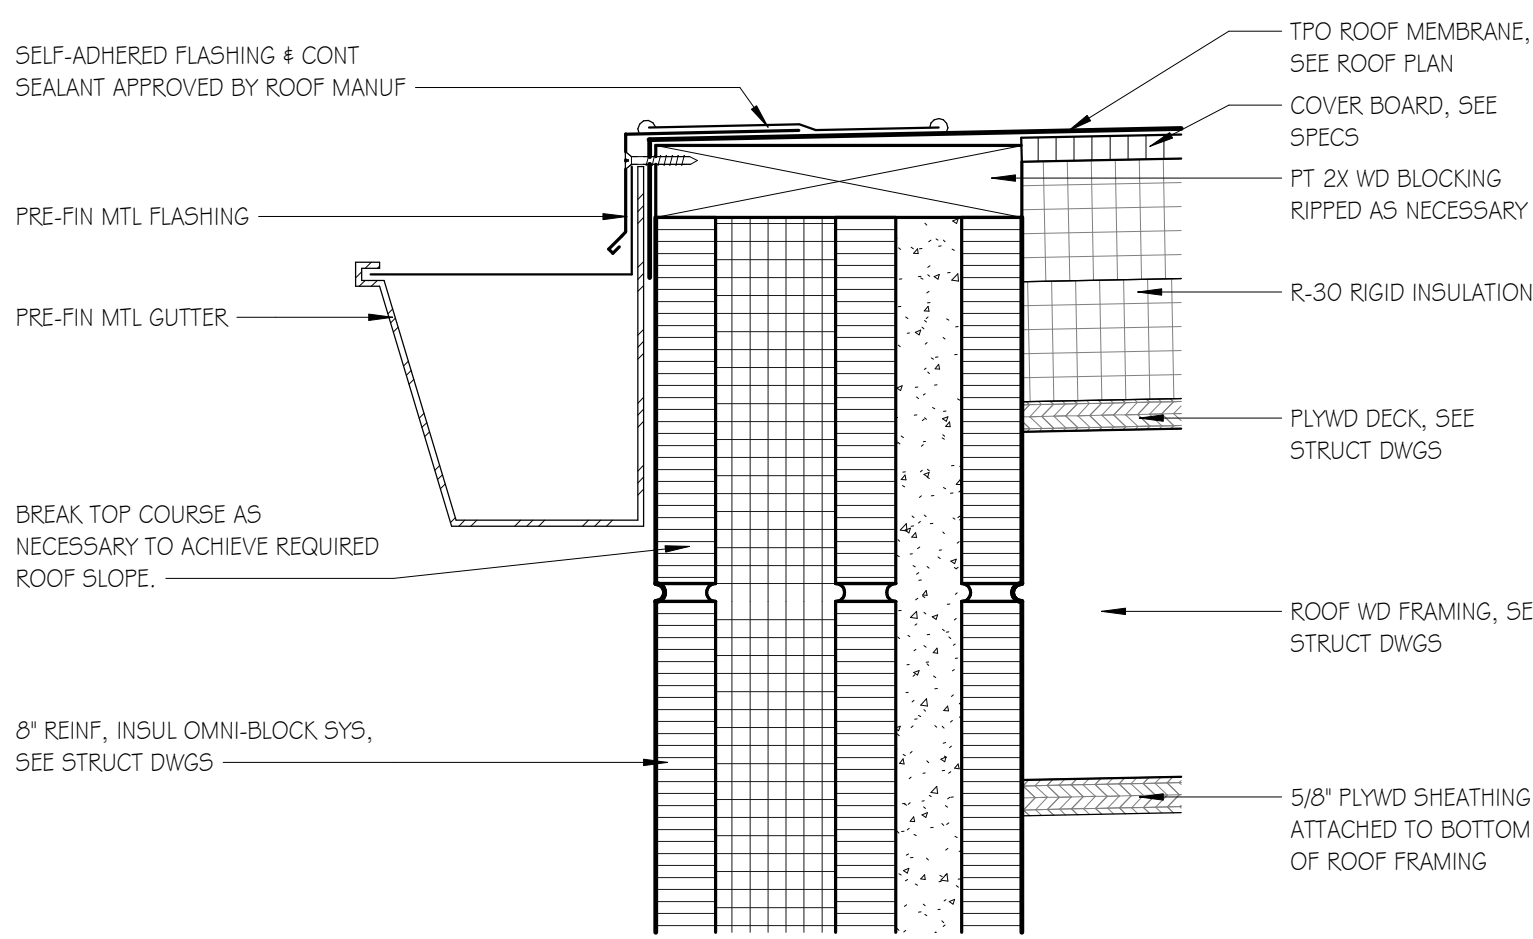 SELF-ADHERED FLASHING & CONT
SEALANT APPROVED BY ROOF MANUF
PRE-FIN MTL FLASHING
PRE-FIN MTL GUTTER
BREAK TOP COURSE AS
NECESSARY TO ACHIEVE REQUIRED
ROOF SLOPE.
8" REINF, INSUL OMNI-BLOCK SYS,
SEE STRUCT DWGS
TPO ROOF MEMBRANE,
SEE ROOF PLAN
COVER BOARD, SEE
SPECS
PT 2X WD BLOCKING
RIPPED AS NECESSARY
R-30 RIGID INSULATION
PLYWD DECK, SEE
STRUCT DWGS
ROOF WD FRAMING, SE
STRUCT DWGS
5/8" PLYWD SHEATHING
ATTACHED TO BOTTOM
OF ROOF FRAMING